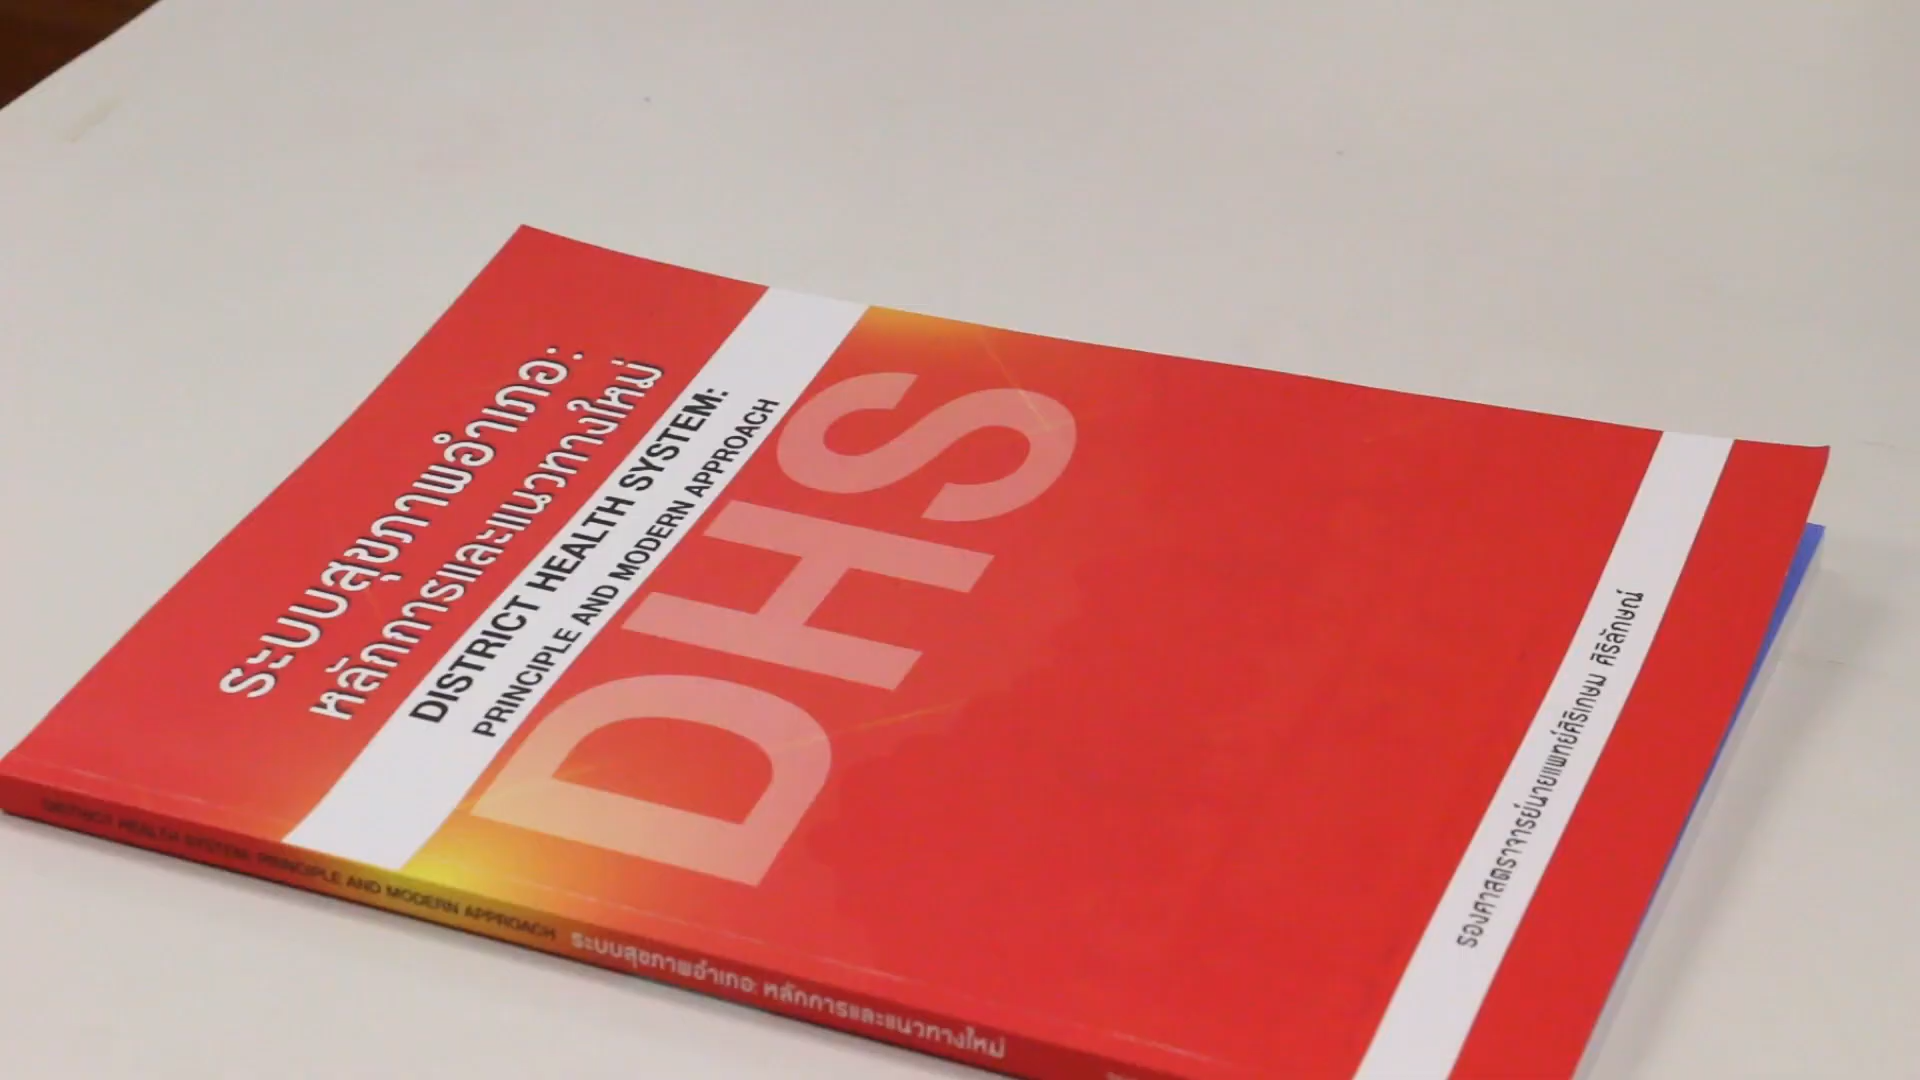 ระบบสุขภาพอำเภอ:
หลักการและแนวทางใหม่
DISTRICT HEALTH SYSTEM:
PRINCIPLE AND MODERN APPROACH
DHS
รองศาสตราจารย์นายแพทย์ศิริเกษม ศิริลักษณ์
DISTRICT HEALTH SYSTEM: PRINCIPLE AND MODERN APPROACH ระบบสุขภาพอำเภอ: หลักการและแนวทางใหม่